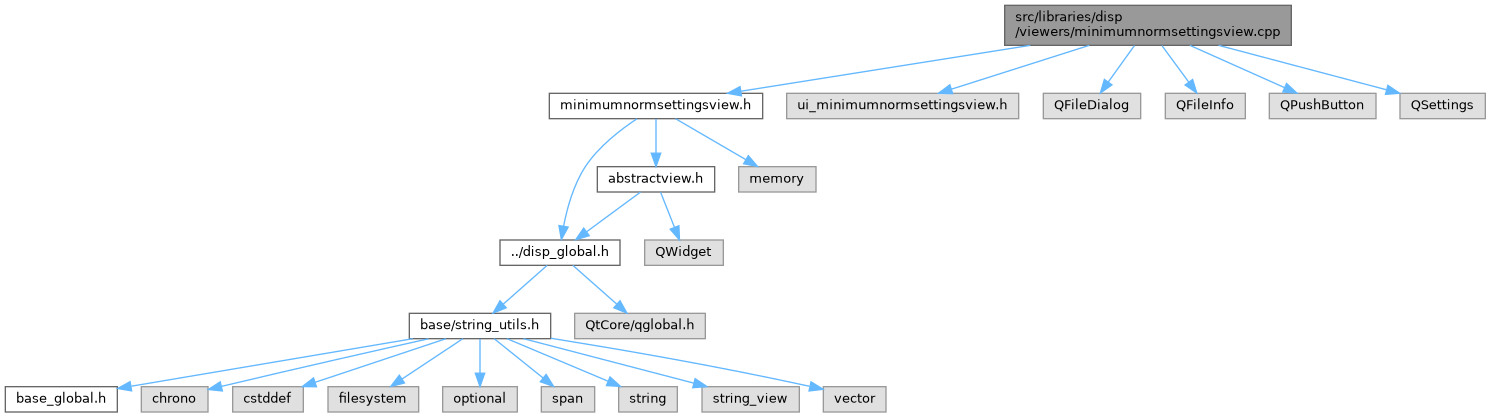 src/libraries/disp
/viewers/minimumnormsettingsview.cpp
minimumnormsettingsview.h
ui_minimumnormsettingsview.h
QFileDialog
QFileInfo
QPushButton
QSettings
abstractview.h
memory
../disp_global.h
QWidget
base/string_utils.h
QtCore/qglobal.h
base_global.h
chrono
cstddef
filesystem
optional
span
string
string_view
vector